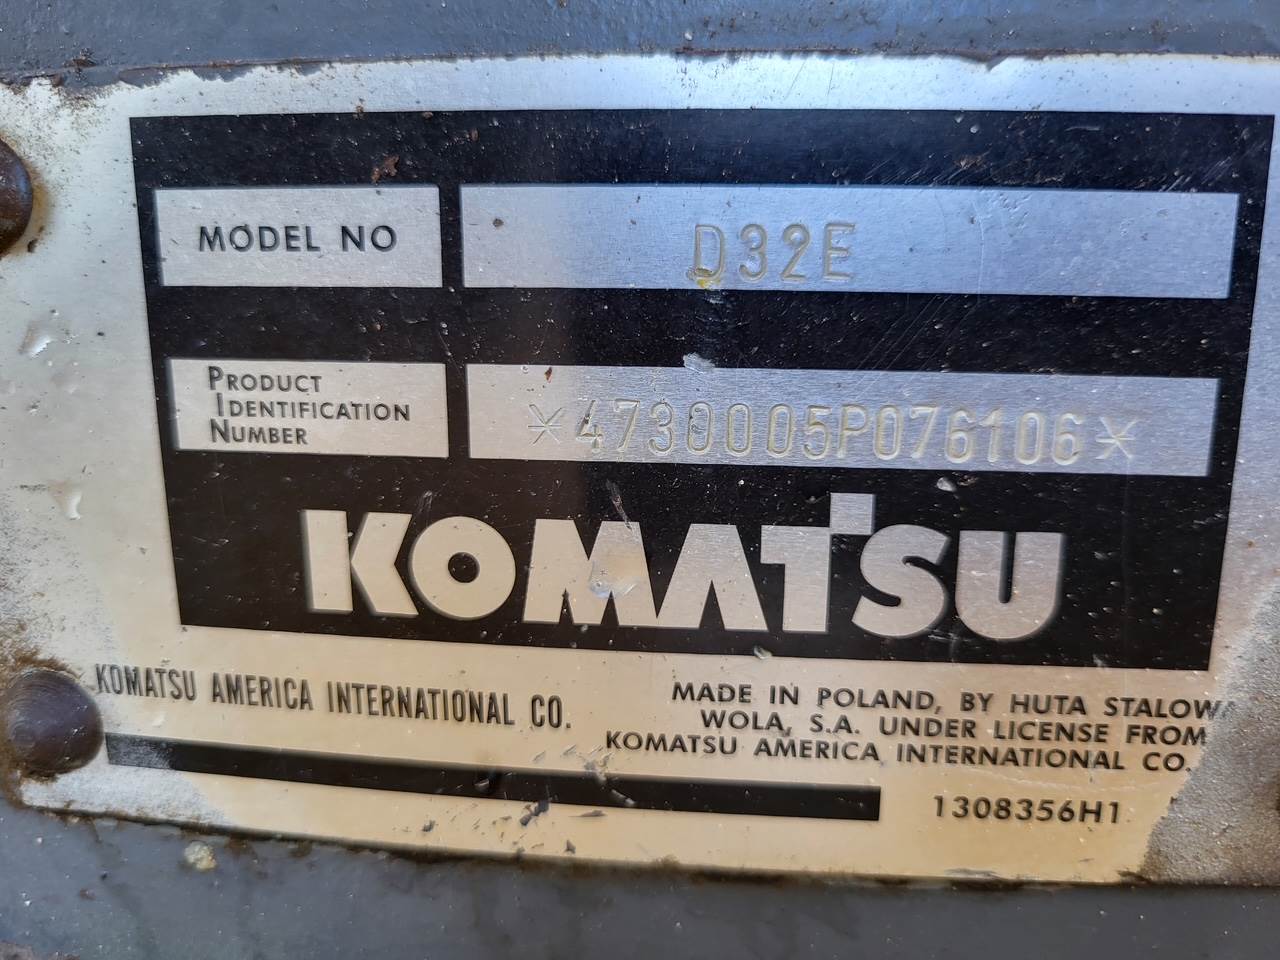 MODEL NO
D32E
PRODUCT
IDENTIFICATION
NUMBER
*4730005P076106*
KOMATSU
KOMATSU AMERICA INTERNATIONAL CO.
MADE IN POLAND, BY HUTA STALOWA
WOLA, S.A. UNDER LICENSE FROM
KOMATSU AMERICA INTERNATIONAL CO.
1308356H1